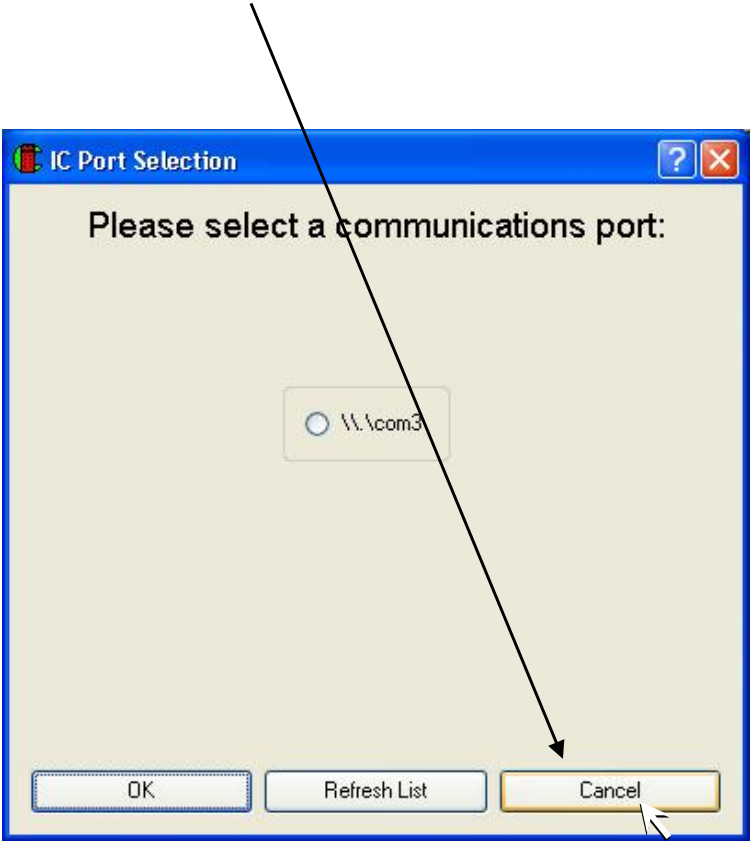 IC Port Selection
Please select a communications port:
\\.\com3
OK
Refresh List
Cancel